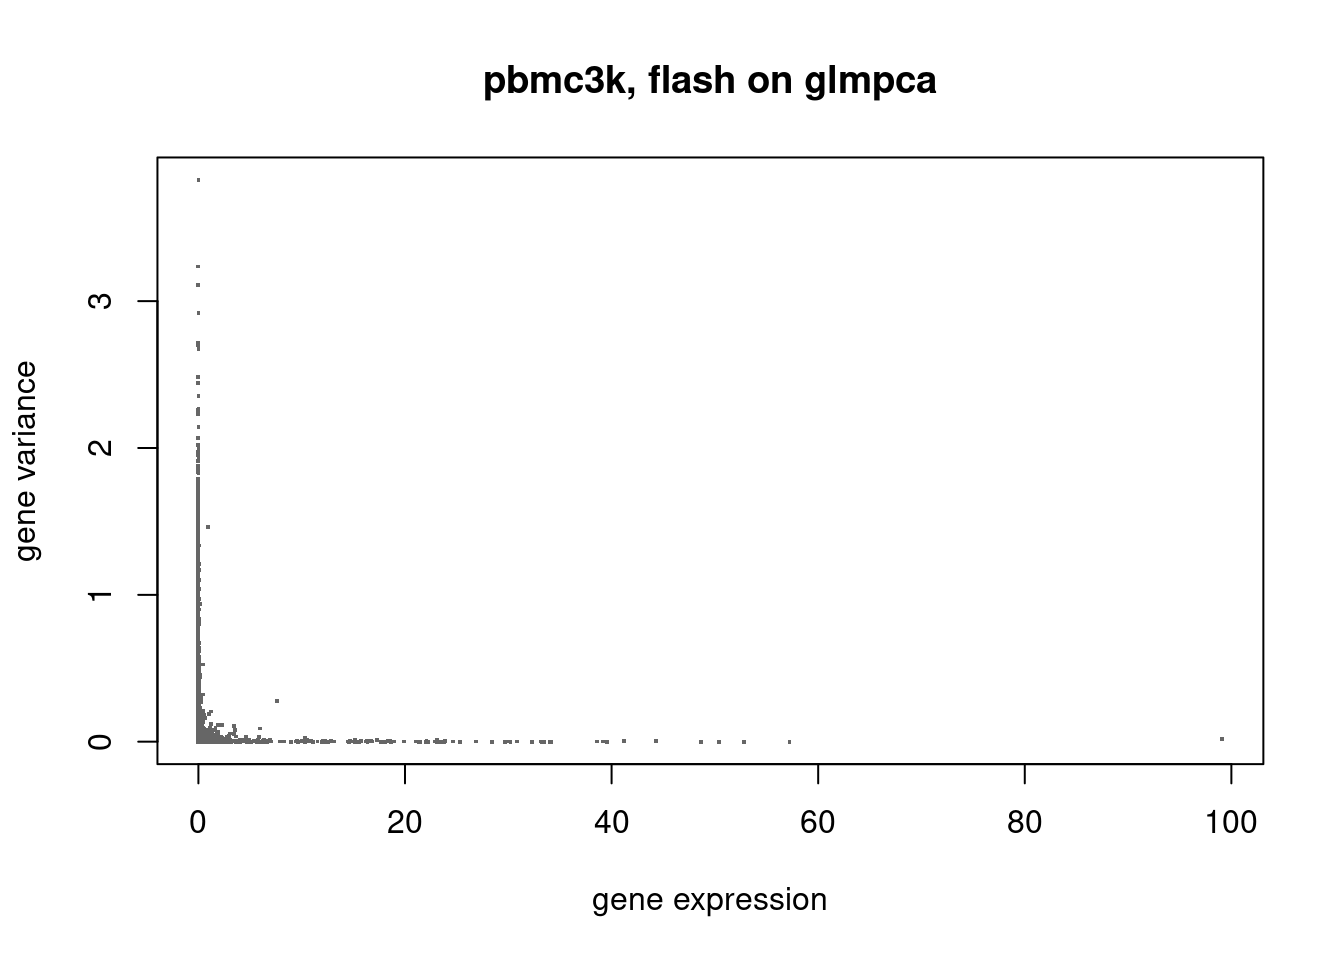 pbmc3k, flash on glmpca
3
2
1
0
gene variance
0 20 40 60 80 100
gene expression